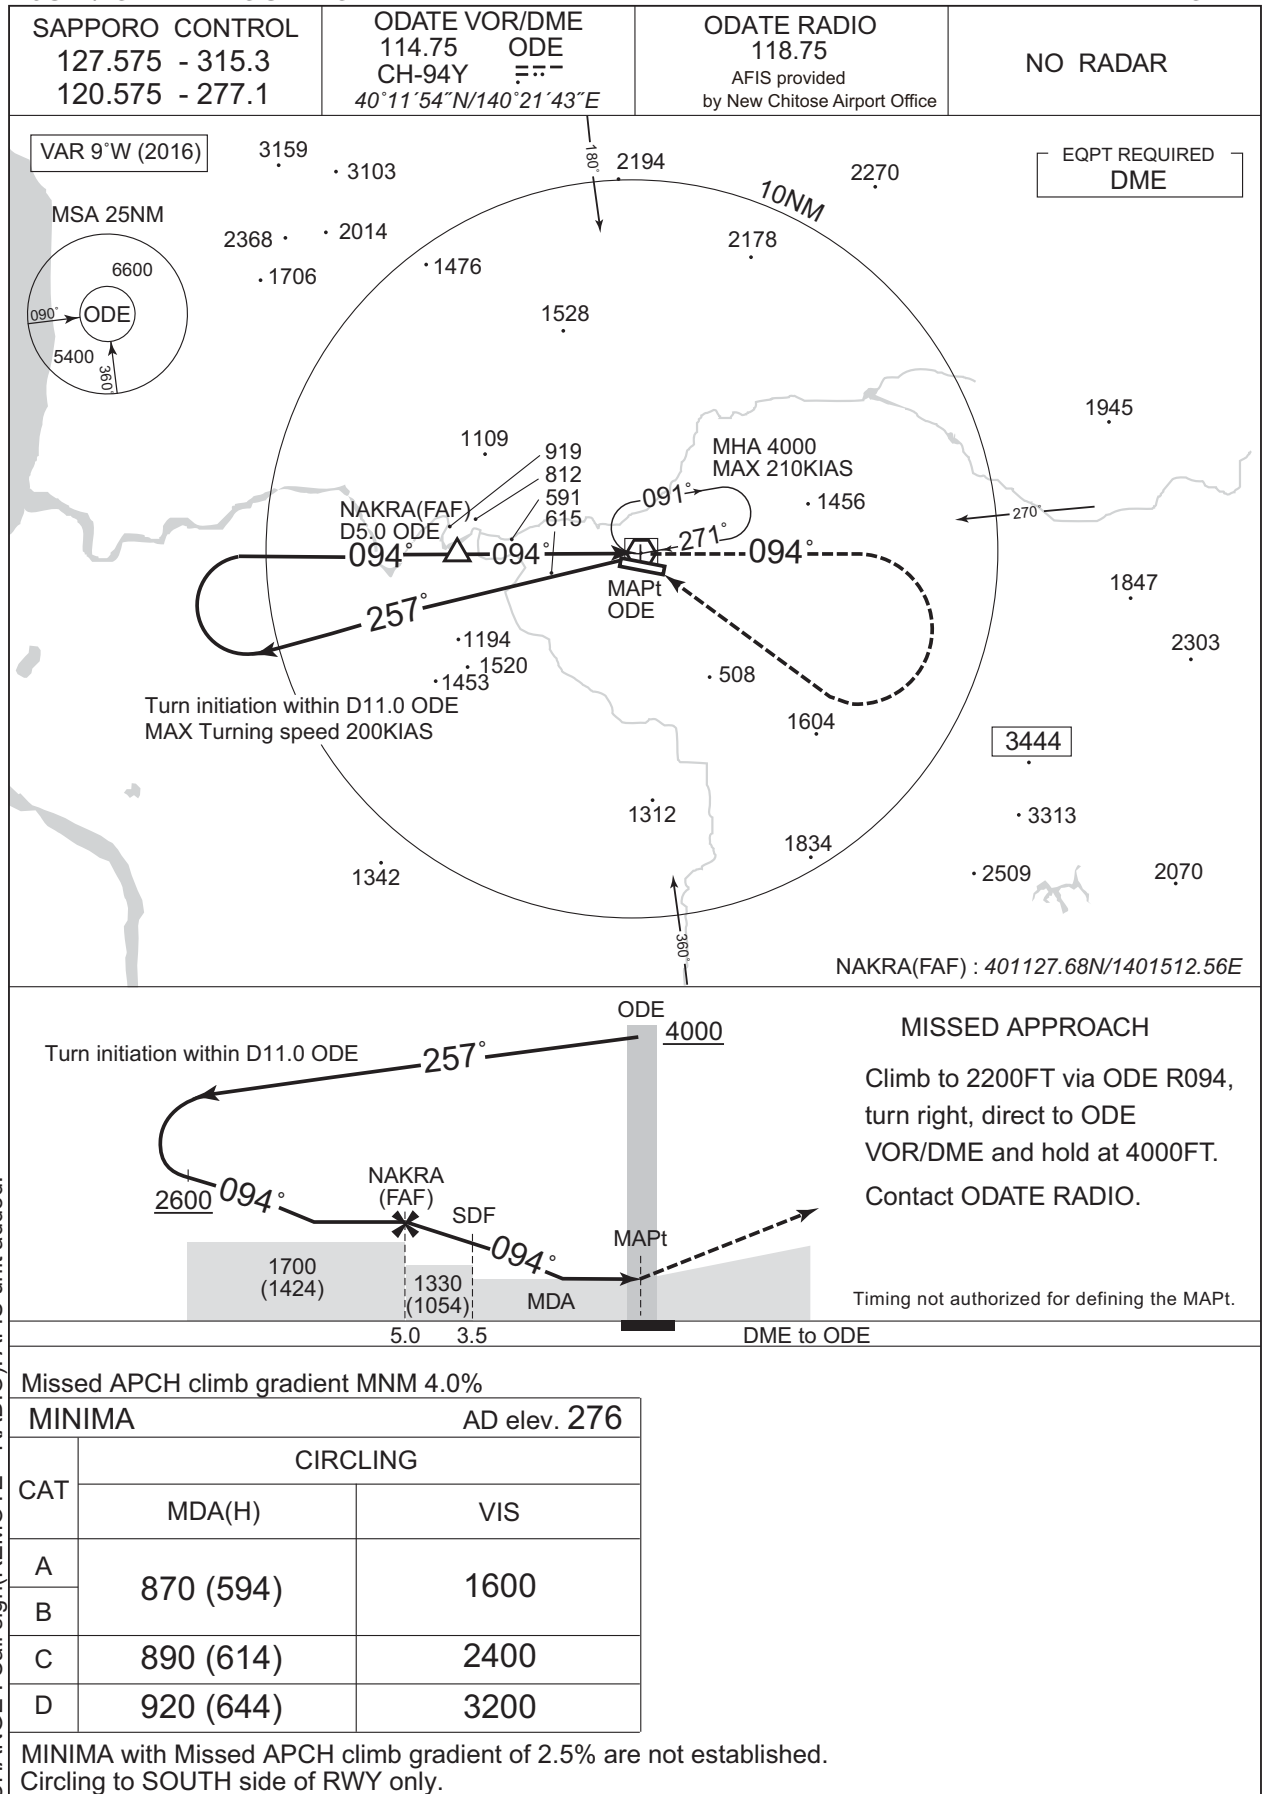 SAPPORO CONTROL
127.575 - 315.3
120.575 - 277.1
ODATE VOR/DME
114.75 ODE
CH-94Y
40°11´54˝N/140°21´43˝E
ODATE RADIO
118.75
AFIS provided
by New Chitose Airport Office
NO RADAR
VAR 9°W (2016)
EQPT REQUIRED
DME
MSA 25NM
6600
ODE
090°
5400
360°
3159
3103
2368
2014
1706
1476
180°
2194
10NM
2270
2178
1528
1945
1109
919
812
591
615
MHA 4000
MAX 210KIAS
1456
091°
271°
270°
NAKRA(FAF)
D5.0 ODE
094°
094°
094°
MAPt
ODE
257°
1847
2303
1194
1520
1453
508
Turn initiation within D11.0 ODE
MAX Turning speed 200KIAS
1604
3444
3313
1312
1834
1342
2509
2070
360°
NAKRA(FAF) : 401127.68N/1401512.56E
ODE
4000
Turn initiation within D11.0 ODE
257°
2600
094°
NAKRA
(FAF)
SDF
094°
MAPt
1700
(1424)
1330
(1054)
MDA
5.0
3.5
DME to ODE
MISSED APPROACH
Climb to 2200FT via ODE R094,
turn right, direct to ODE
VOR/DME and hold at 4000FT.
Contact ODATE RADIO.
Timing not authorized for defining the MAPt.
Missed APCH climb gradient MNM 4.0%
MINIMA AD elev. 276
CAT
CIRCLING
MDA(H) VIS
A
B
870 (594) 1600
C 890 (614) 2400
D 920 (644) 3200
MINIMA with Missed APCH climb gradient of 2.5% are not established.
Circling to SOUTH side of RWY only.